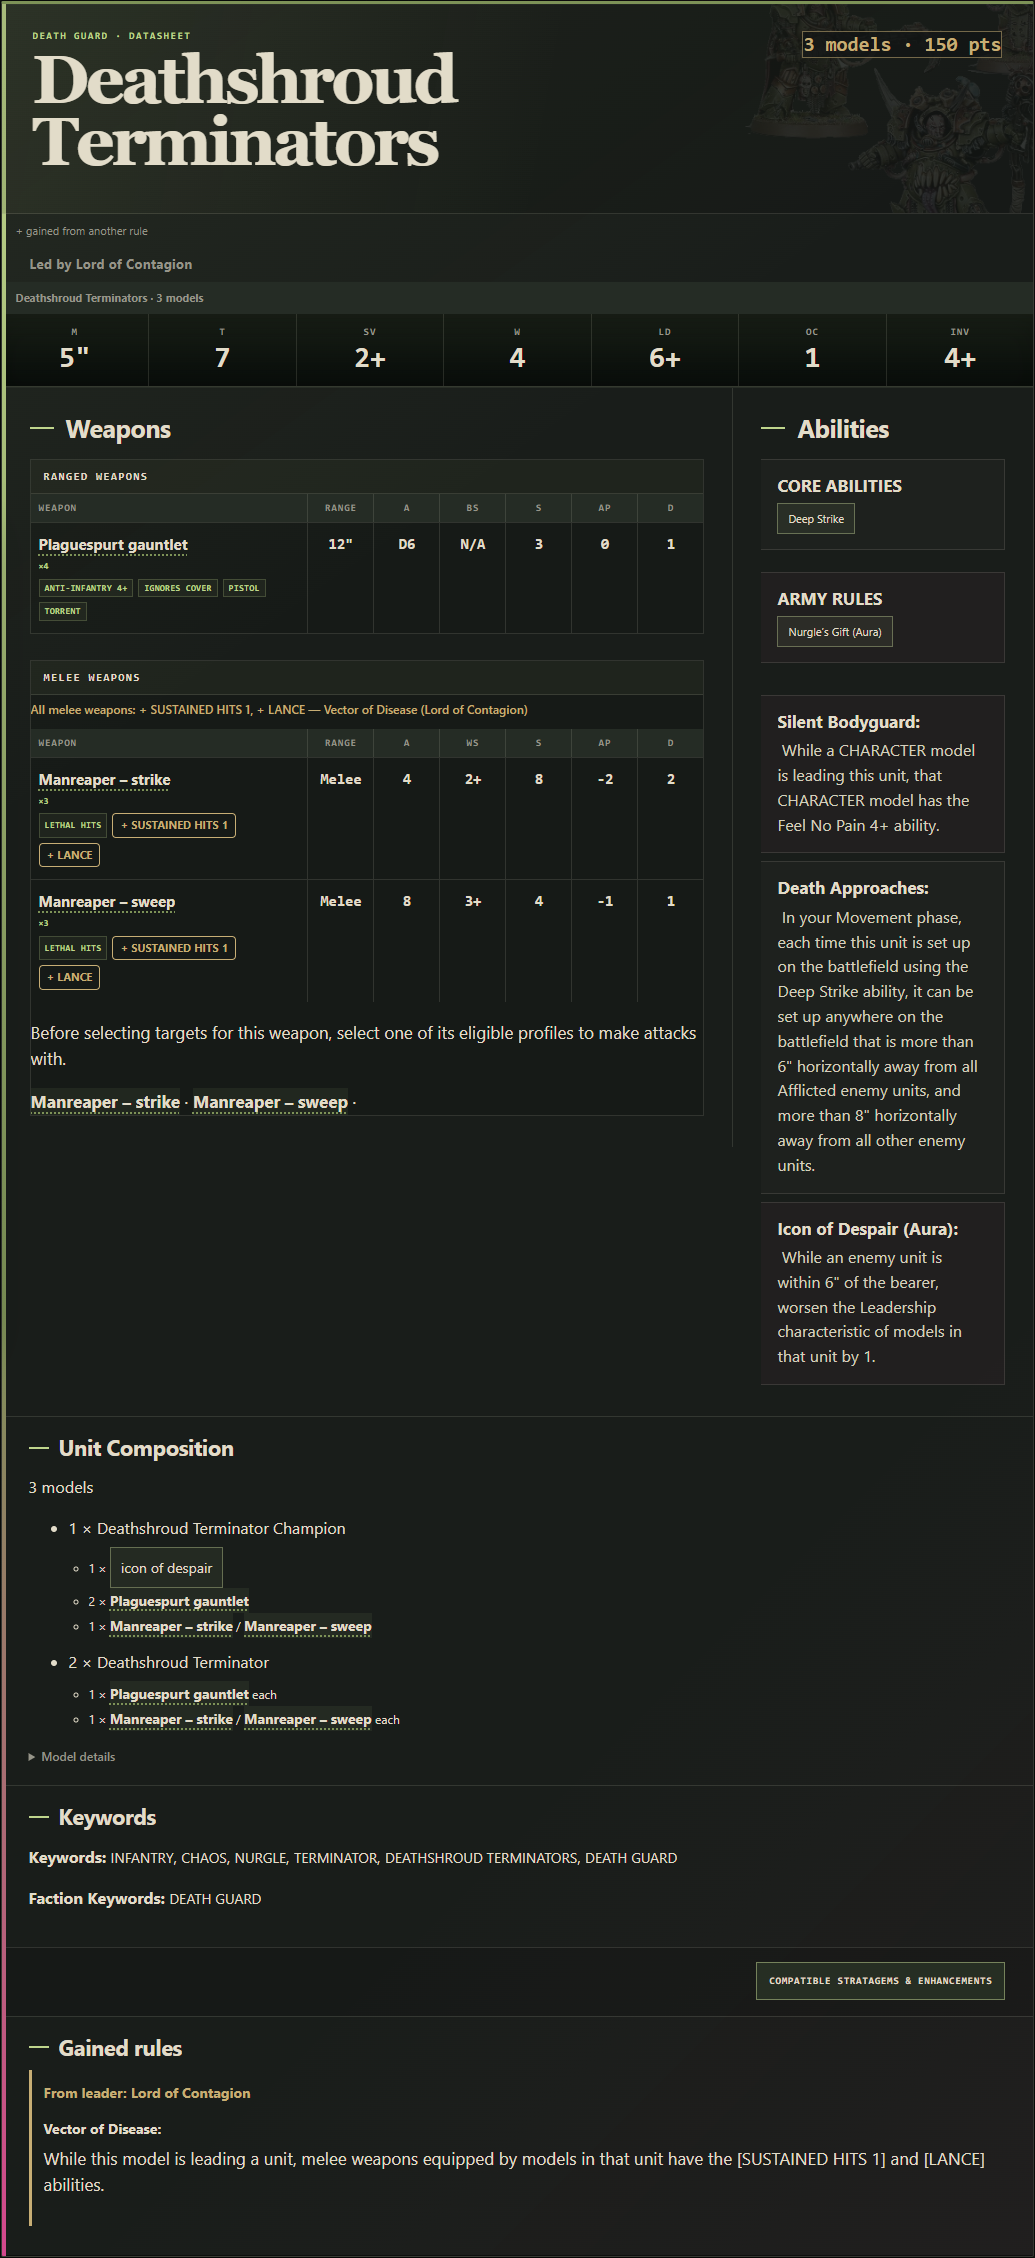 DEATH GUARD · DATASHEET
Deathshroud
Terminators
3 models · 150 pts
+ gained from another rule
Led by Lord of Contagion
Deathshroud Terminators · 3 models
M T SV W LD OC INV
5" 7 2+ 4 6+ 1 4+
Weapons
RANGED WEAPONS
WEAPON RANGE A BS S AP D
Plaguespurt gauntlet 12" D6 N/A 3 0 1
×4
ANTI-INFANTRY 4+ IGNORES COVER PISTOL
TORRENT
MELEE WEAPONS
All melee weapons: + SUSTAINED HITS 1, + LANCE — Vector of Disease (Lord of Contagion)
WEAPON RANGE A WS S AP D
Manreaper – strike Melee 4 2+ 8 -2 2
×3
LETHAL HITS + SUSTAINED HITS 1
+ LANCE
Manreaper – sweep Melee 8 3+ 4 -1 1
×3
LETHAL HITS + SUSTAINED HITS 1
+ LANCE
Before selecting targets for this weapon, select one of its eligible profiles to make attacks
with.
Manreaper – strike · Manreaper – sweep ·
Abilities
CORE ABILITIES
Deep Strike
ARMY RULES
Nurgle's Gift (Aura)
Silent Bodyguard:
While a CHARACTER model
is leading this unit, that
CHARACTER model has the
Feel No Pain 4+ ability.
Death Approaches:
In your Movement phase,
each time this unit is set up
on the battlefield using the
Deep Strike ability, it can be
set up anywhere on the
battlefield that is more than
6" horizontally away from all
Afflicted enemy units, and
more than 8" horizontally
away from all other enemy
units.
Icon of Despair (Aura):
While an enemy unit is
within 6" of the bearer,
worsen the Leadership
characteristic of models in
that unit by 1.
Unit Composition
3 models
• 1 × Deathshroud Terminator Champion
◦ 1 × icon of despair
◦ 2 × Plaguespurt gauntlet
◦ 1 × Manreaper – strike / Manreaper – sweep
• 2 × Deathshroud Terminator
◦ 1 × Plaguespurt gauntlet each
◦ 1 × Manreaper – strike / Manreaper – sweep each
▶ Model details
Keywords
Keywords: INFANTRY, CHAOS, NURGLE, TERMINATOR, DEATHSHROUD TERMINATORS, DEATH GUARD
Faction Keywords: DEATH GUARD
COMPATIBLE STRATAGEMS & ENHANCEMENTS
Gained rules
From leader: Lord of Contagion
Vector of Disease:
While this model is leading a unit, melee weapons equipped by models in that unit have the [SUSTAINED HITS 1] and [LANCE]
abilities.